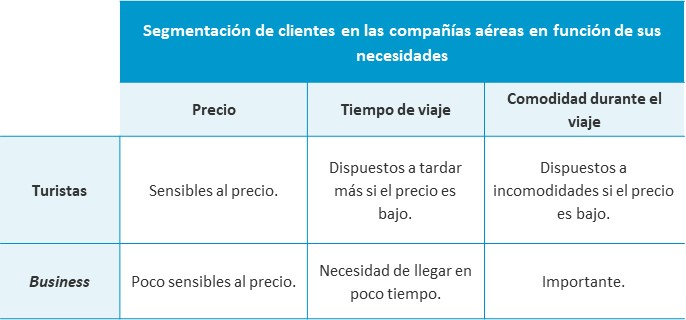 Segmentación de clientes en las compañías aéreas en función de sus
necesidades
Precio
Tiempo de viaje
Comodidad durante el
viaje
Turistas
Sensibles al precio.
Dispuestos a tardar
más si el precio es
bajo.
Dispuestos a
incomodidades si el precio
es bajo.
Business
Poco sensibles al precio.
Necesidad de llegar en
poco tiempo.
Importante.